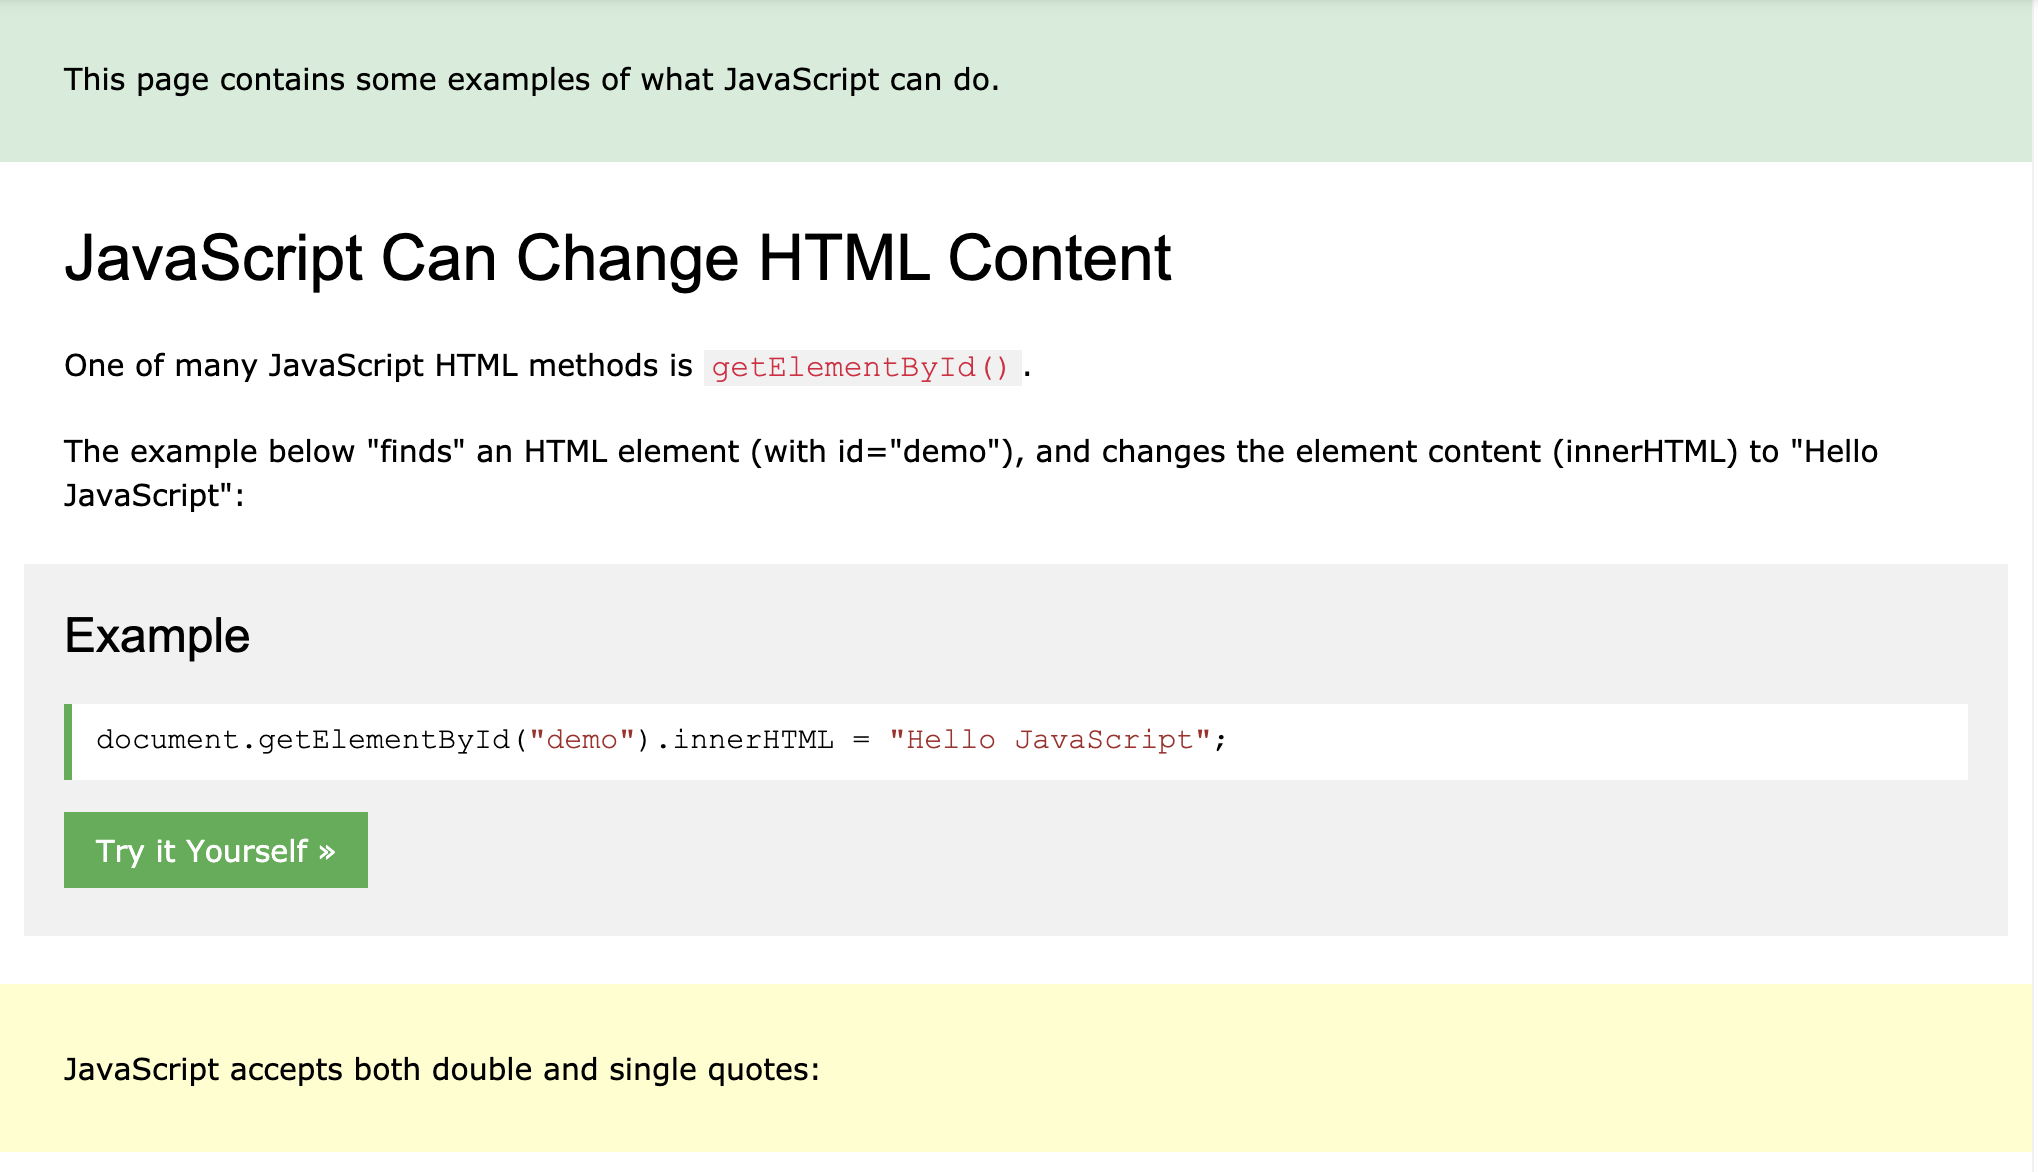 This page contains some examples of what JavaScript can do.
JavaScript Can Change HTML Content
One of many JavaScript HTML methods is getElementById().
The example below "finds" an HTML element (with id="demo"), and changes the element content (innerHTML) to "Hello
JavaScript":
Example
document.getElementById("demo").innerHTML = "Hello JavaScript";
Try it Yourself »
JavaScript accepts both double and single quotes: